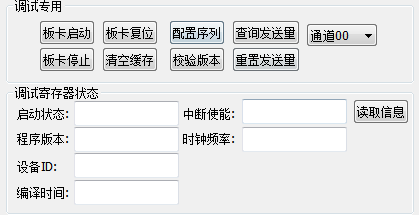 调试专用
板卡启动 板卡复位 配置序列 查询发送量 通道00
板卡停止 清空缓存 校验版本 重置发送量
调试寄存器状态
启动状态: 中断使能: 读取信息
程序版本: 时钟频率:
设备ID:
编译时间: